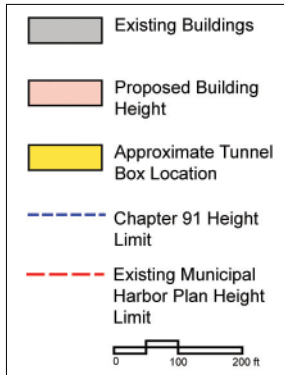 Existing Buildings
Proposed Building
Height
Approximate Tunnel
Box Location
Chapter 91 Height
Limit
Existing Municipal
Harbor Plan Height
Limit
0 100 200 ft